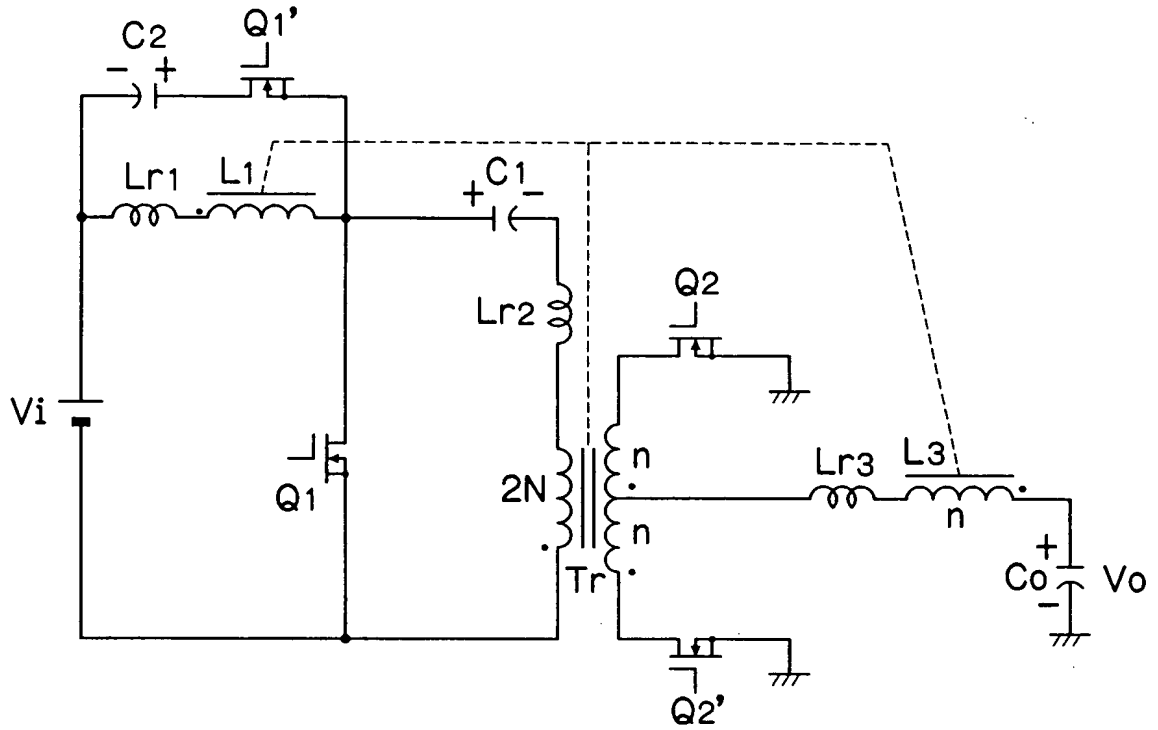 Q1'
C2
- +
Lr1
L1
C1
+ -
Lr2
Q2
Vi
Q1
2N
n
n
Tr
Lr3
L3
n
+
Co
Vo
-
Q2'